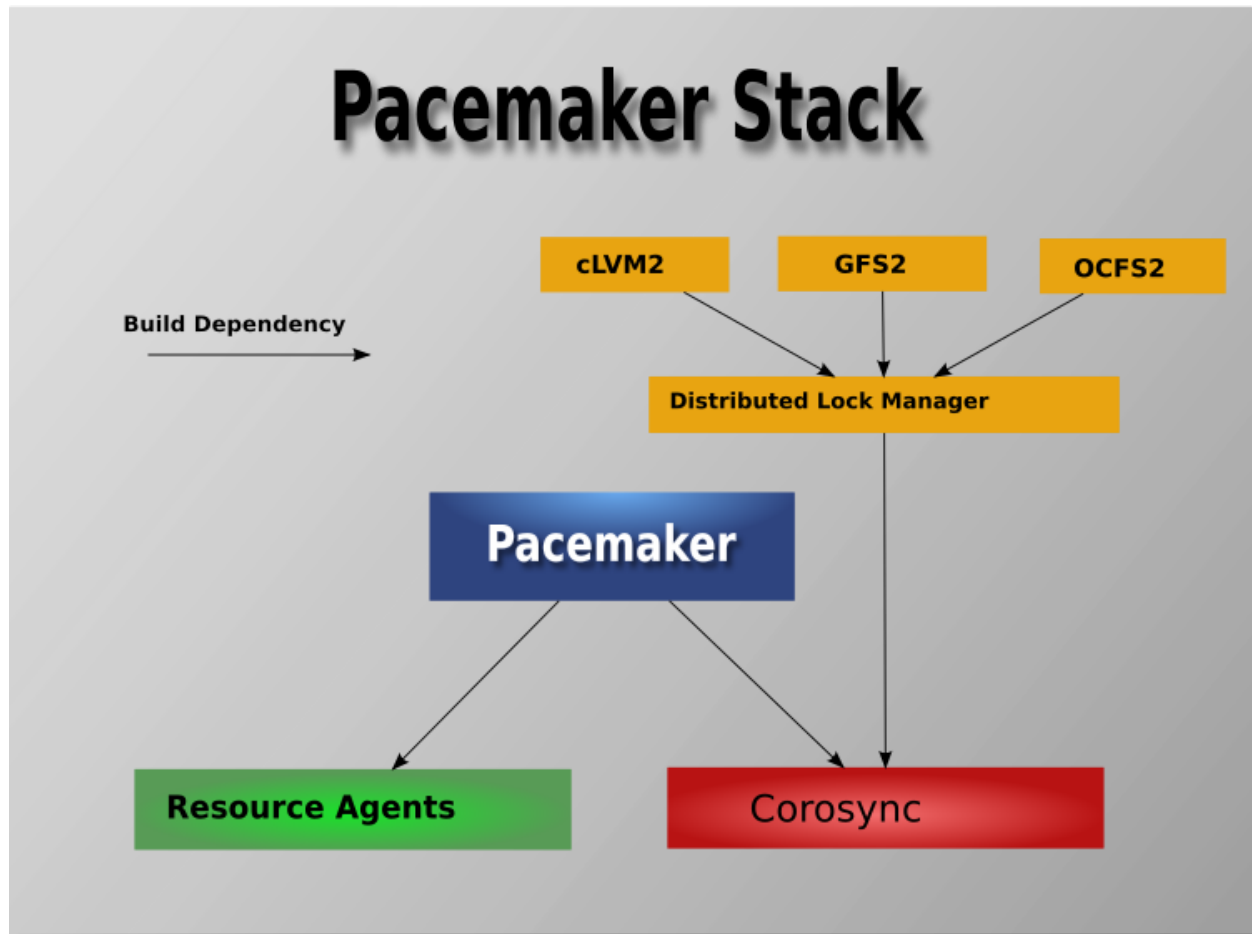 Pacemaker Stack
cLVM2
GFS2
OCFS2
Build Dependency
Distributed Lock Manager
Pacemaker
Resource Agents
Corosync